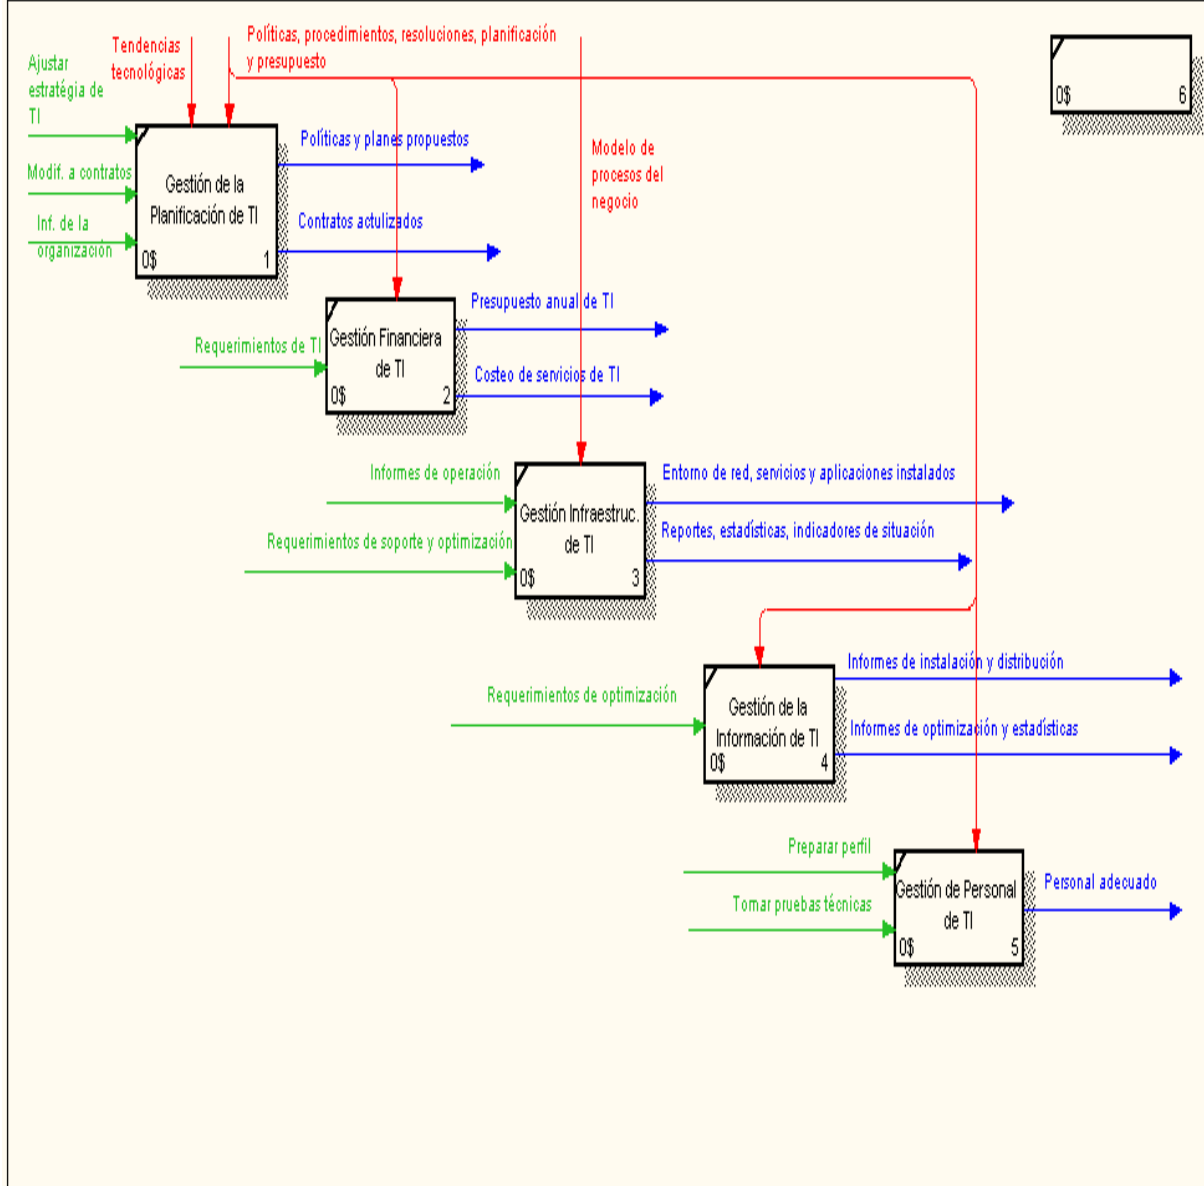 Tendencias
tecnológicas
Políticas, procedimientos, resoluciones, planificación
y presupuesto
Ajustar
estratégia de
TI
Modif. a contratos
Inf. de la
organización
Gestión de la
Planificación de TI
0$ 1
Políticas y planes propuestos
Contratos actulizados
Modelo de
procesos del
negocio
0$ 6
Requerimientos de TI
Gestión Financiera
de TI
0$ 2
Presupuesto anual de TI
Costeo de servicios de TI
Informes de operación
Requerimientos de soporte y optimización
Gestión Infraestruc.
de TI
0$ 3
Entorno de red, servicios y aplicaciones instalados
Reportes, estadísticas, indicadores de situación
Requerimientos de optimización
Gestión de la
Información de TI
0$ 4
Informes de instalación y distribución
Informes de optimización y estadísticas
Preparar perfil
Tomar pruebas técnicas
Gestión de Personal
de TI
0$ 5
Personal adecuado